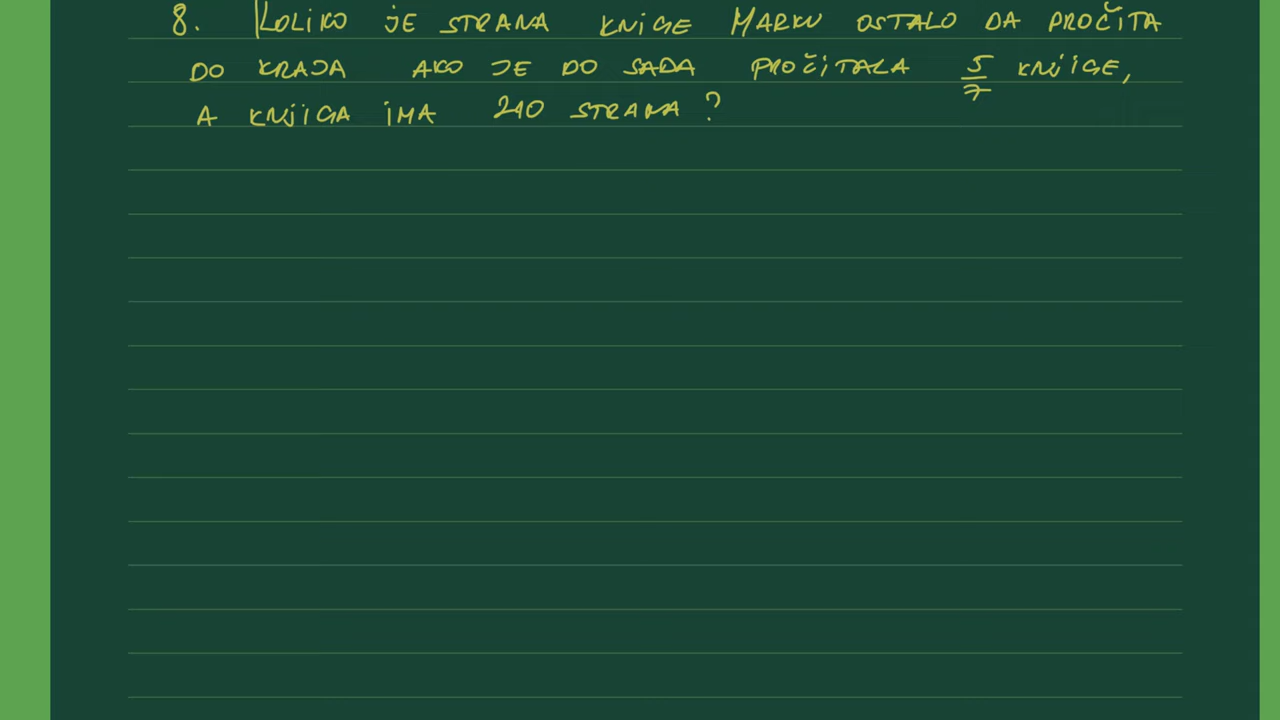 8. KOLIKO JE STRANA KNIGE MARKU OSTALO DA PROČITA
DO KRAJA AKO JE DO SADA PROČITALA 5/7 KNJIGE,
A KNJIGA IMA 210 STRANA?